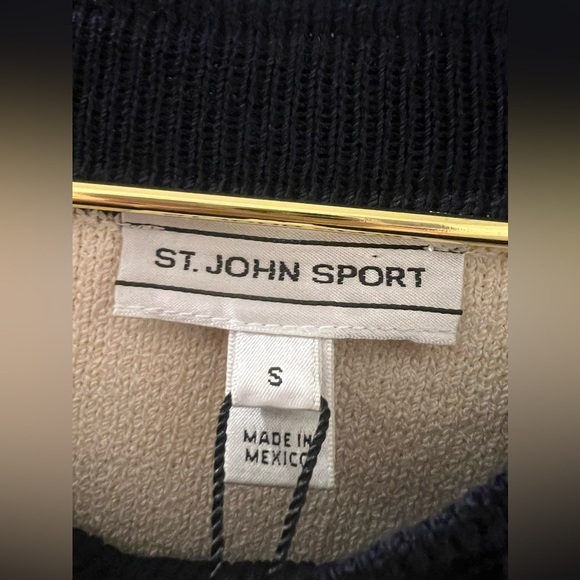 ST. JOHN SPORT
S
MADE IN
MEXICO